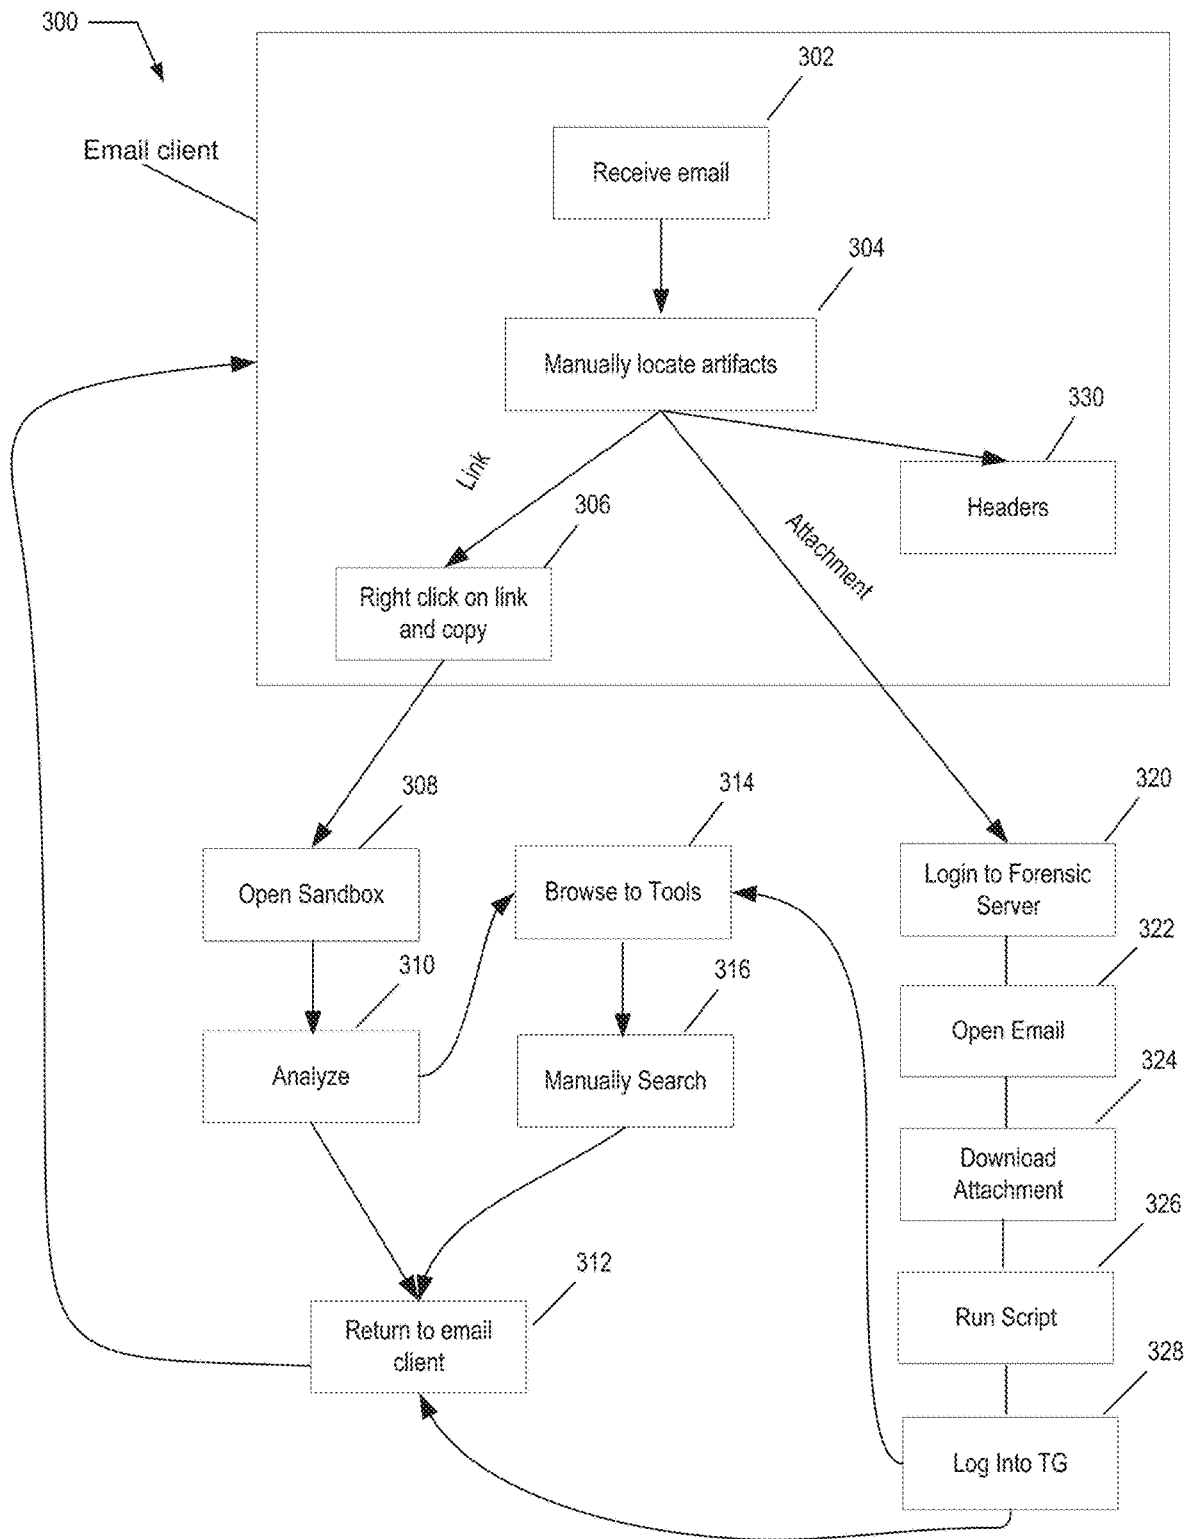 300
302
Email client
Receive email
304
Manually locate artifacts
330
Link
Headers
306
Attachment
Right click on link
and copy
308
314
320
Open Sandbox
Browse to Tools
Login to Forensic
Server
322
310
316
Open Email
Analyze
Manually Search
324
Download
Attachment
326
312
Return to email
client
Run Script
328
Log Into TG